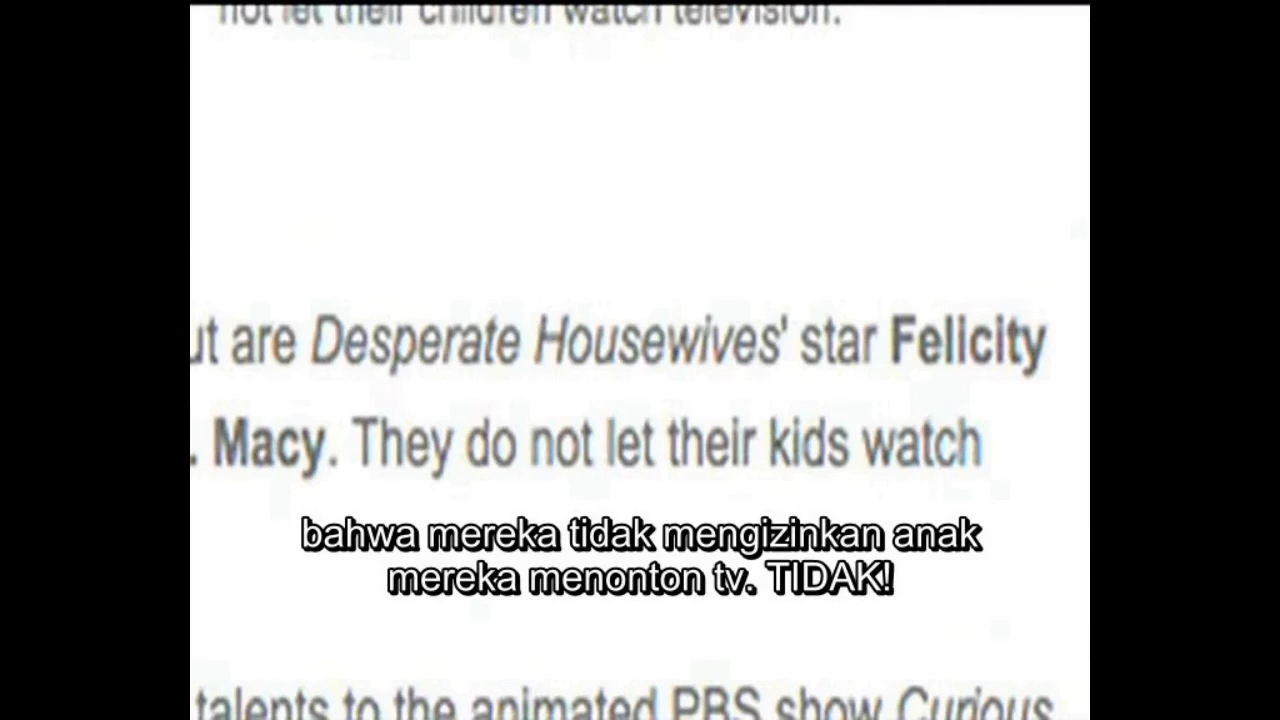 not let their children watch television.
ut are Desperate Housewives' star Felicity
. Macy. They do not let their kids watch
bahwa mereka tidak mengizinkan anak
mereka menonton tv. TIDAK!
talents to the animated PBS show Curious